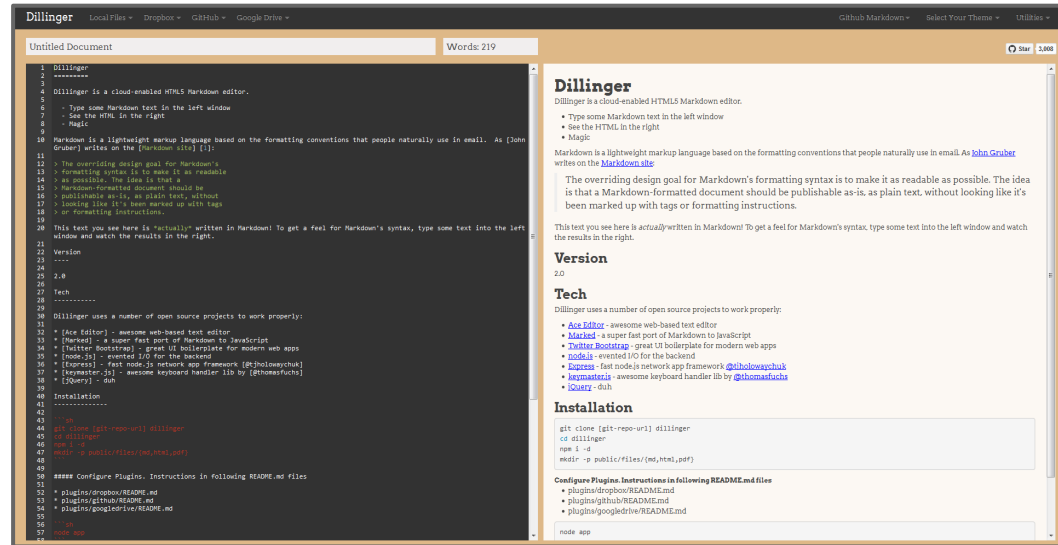 Dillinger Local Files Dropbox GitHub Google Drive Github Markdown Select Your Theme Utilities
Untitled Document Words: 219 Star 3,008
1 Dillinger
2 =========
3
4 Dillinger is a cloud-enabled HTML5 Markdown editor.
5
6 - Type some Markdown text in the left window
7 - See the HTML in the right
8 - Magic
9
10 Markdown is a lightweight markup language based on the formatting conventions that people naturally use in email. As [John
Gruber] writes on the [Markdown site] [1]:
11
12 > The overriding design goal for Markdown's
13 > formatting syntax is to make it as readable
14 > as possible. The idea is that a
15 > Markdown-formatted document should be
16 > publishable as-is, as plain text, without
17 > looking like it's been marked up with tags
18 > or formatting instructions.
19
20 This text you see here is *actually* written in Markdown! To get a feel for Markdown's syntax, type some text into the left
window and watch the results in the right.
21
22 Version
23 ----
24
25 2.0
26
27 Tech
28 -----------
29
30 Dillinger uses a number of open source projects to work properly:
31
32 * [Ace Editor] - awesome web-based text editor
33 * [Marked] - a super fast port of Markdown to JavaScript
34 * [Twitter Bootstrap] - great UI boilerplate for modern web apps
35 * [node.js] - evented I/O for the backend
36 * [Express] - fast node.js network app framework [@tjholowaychuk]
37 * [keymaster.js] - awesome keyboard handler lib by [@thomasfuchs]
38 * [jQuery] - duh
39
40 Installation
41 --------------
42
43 ```sh
44 git clone [git-repo-url] dillinger
45 cd dillinger
46 npm i -d
47 mkdir -p public/files/{md,html,pdf}
48 ```
49
50 ##### Configure Plugins. Instructions in following README.md files
51
52 * plugins/dropbox/README.md
53 * plugins/github/README.md
54 * plugins/googledrive/README.md
55
56 ```sh
57 node app
58
Dillinger
Dillinger is a cloud-enabled HTML5 Markdown editor.
• Type some Markdown text in the left window
• See the HTML in the right
• Magic
Markdown is a lightweight markup language based on the formatting conventions that people naturally use in email. As John Gruber
writes on the Markdown site:
The overriding design goal for Markdown's formatting syntax is to make it as readable as possible. The idea
is that a Markdown-formatted document should be publishable as-is, as plain text, without looking like it's
been marked up with tags or formatting instructions.
This text you see here is actually written in Markdown! To get a feel for Markdown's syntax, type some text into the left window and watch
the results in the right.
Version
2.0
Tech
Dillinger uses a number of open source projects to work properly:
• Ace Editor - awesome web-based text editor
• Marked - a super fast port of Markdown to JavaScript
• Twitter Bootstrap - great UI boilerplate for modern web apps
• node.js - evented I/O for the backend
• Express - fast node.js network app framework @tjholowaychuk
• keymaster.js - awesome keyboard handler lib by @thomasfuchs
• jQuery - duh
Installation
git clone [git-repo-url] dillinger
cd dillinger
npm i -d
mkdir -p public/files/{md,html,pdf}
Configure Plugins. Instructions in following README.md files
• plugins/dropbox/README.md
• plugins/github/README.md
• plugins/googledrive/README.md
node app